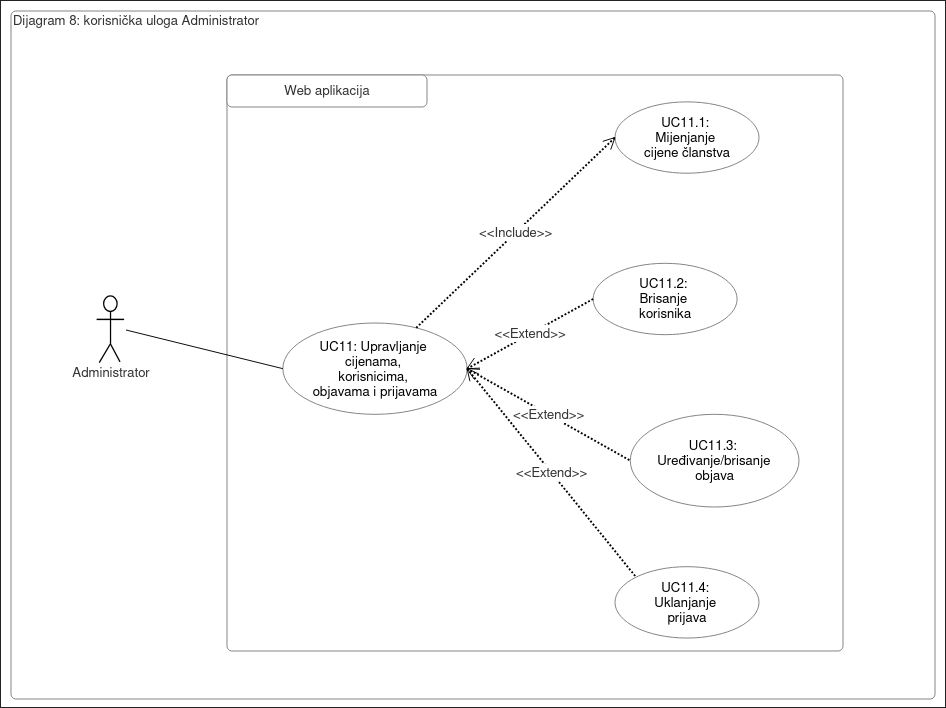 Dijagram 8: korisnička uloga Administrator
Web aplikacija
UC11.1:
Mijenjanje
cijene članstva
<<Include>>
UC11.2:
Brisanje
korisnika
<<Extend>>
Administrator
UC11: Upravljanje
cijenama,
korisnicima,
objavama i prijavama
<<Extend>>
UC11.3:
Uređivanje/brisanje
objava
<<Extend>>
UC11.4:
Uklanjanje
prijava